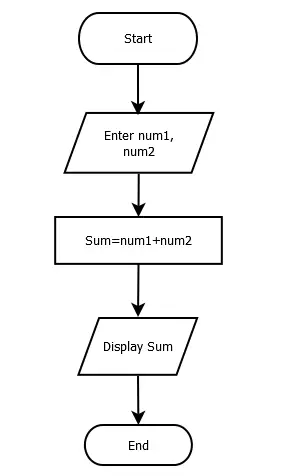 Start
Enter num1,
num2
Sum=num1+num2
Display Sum
End